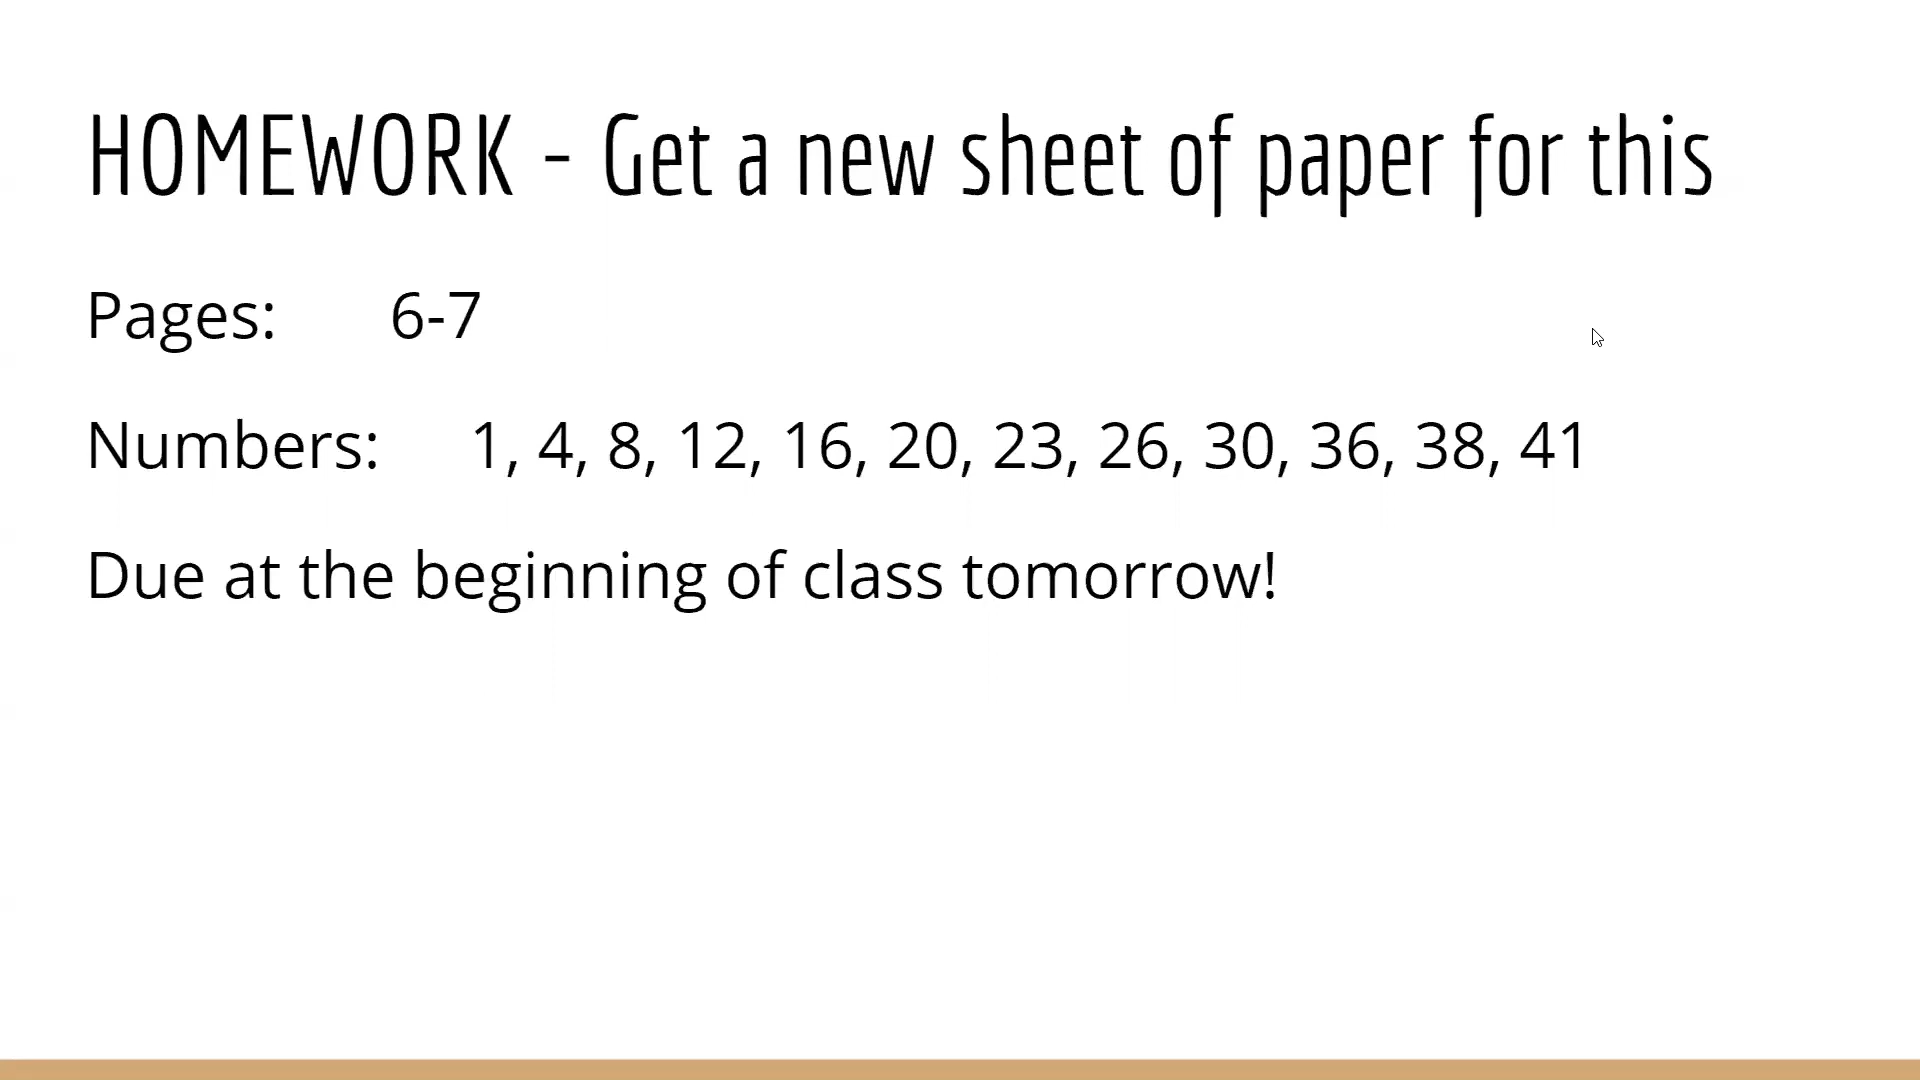 HOMEWORK - Get a new sheet of paper for this
Pages: 6-7
Numbers: 1, 4, 8, 12, 16, 20, 23, 26, 30, 36, 38, 41
Due at the beginning of class tomorrow!